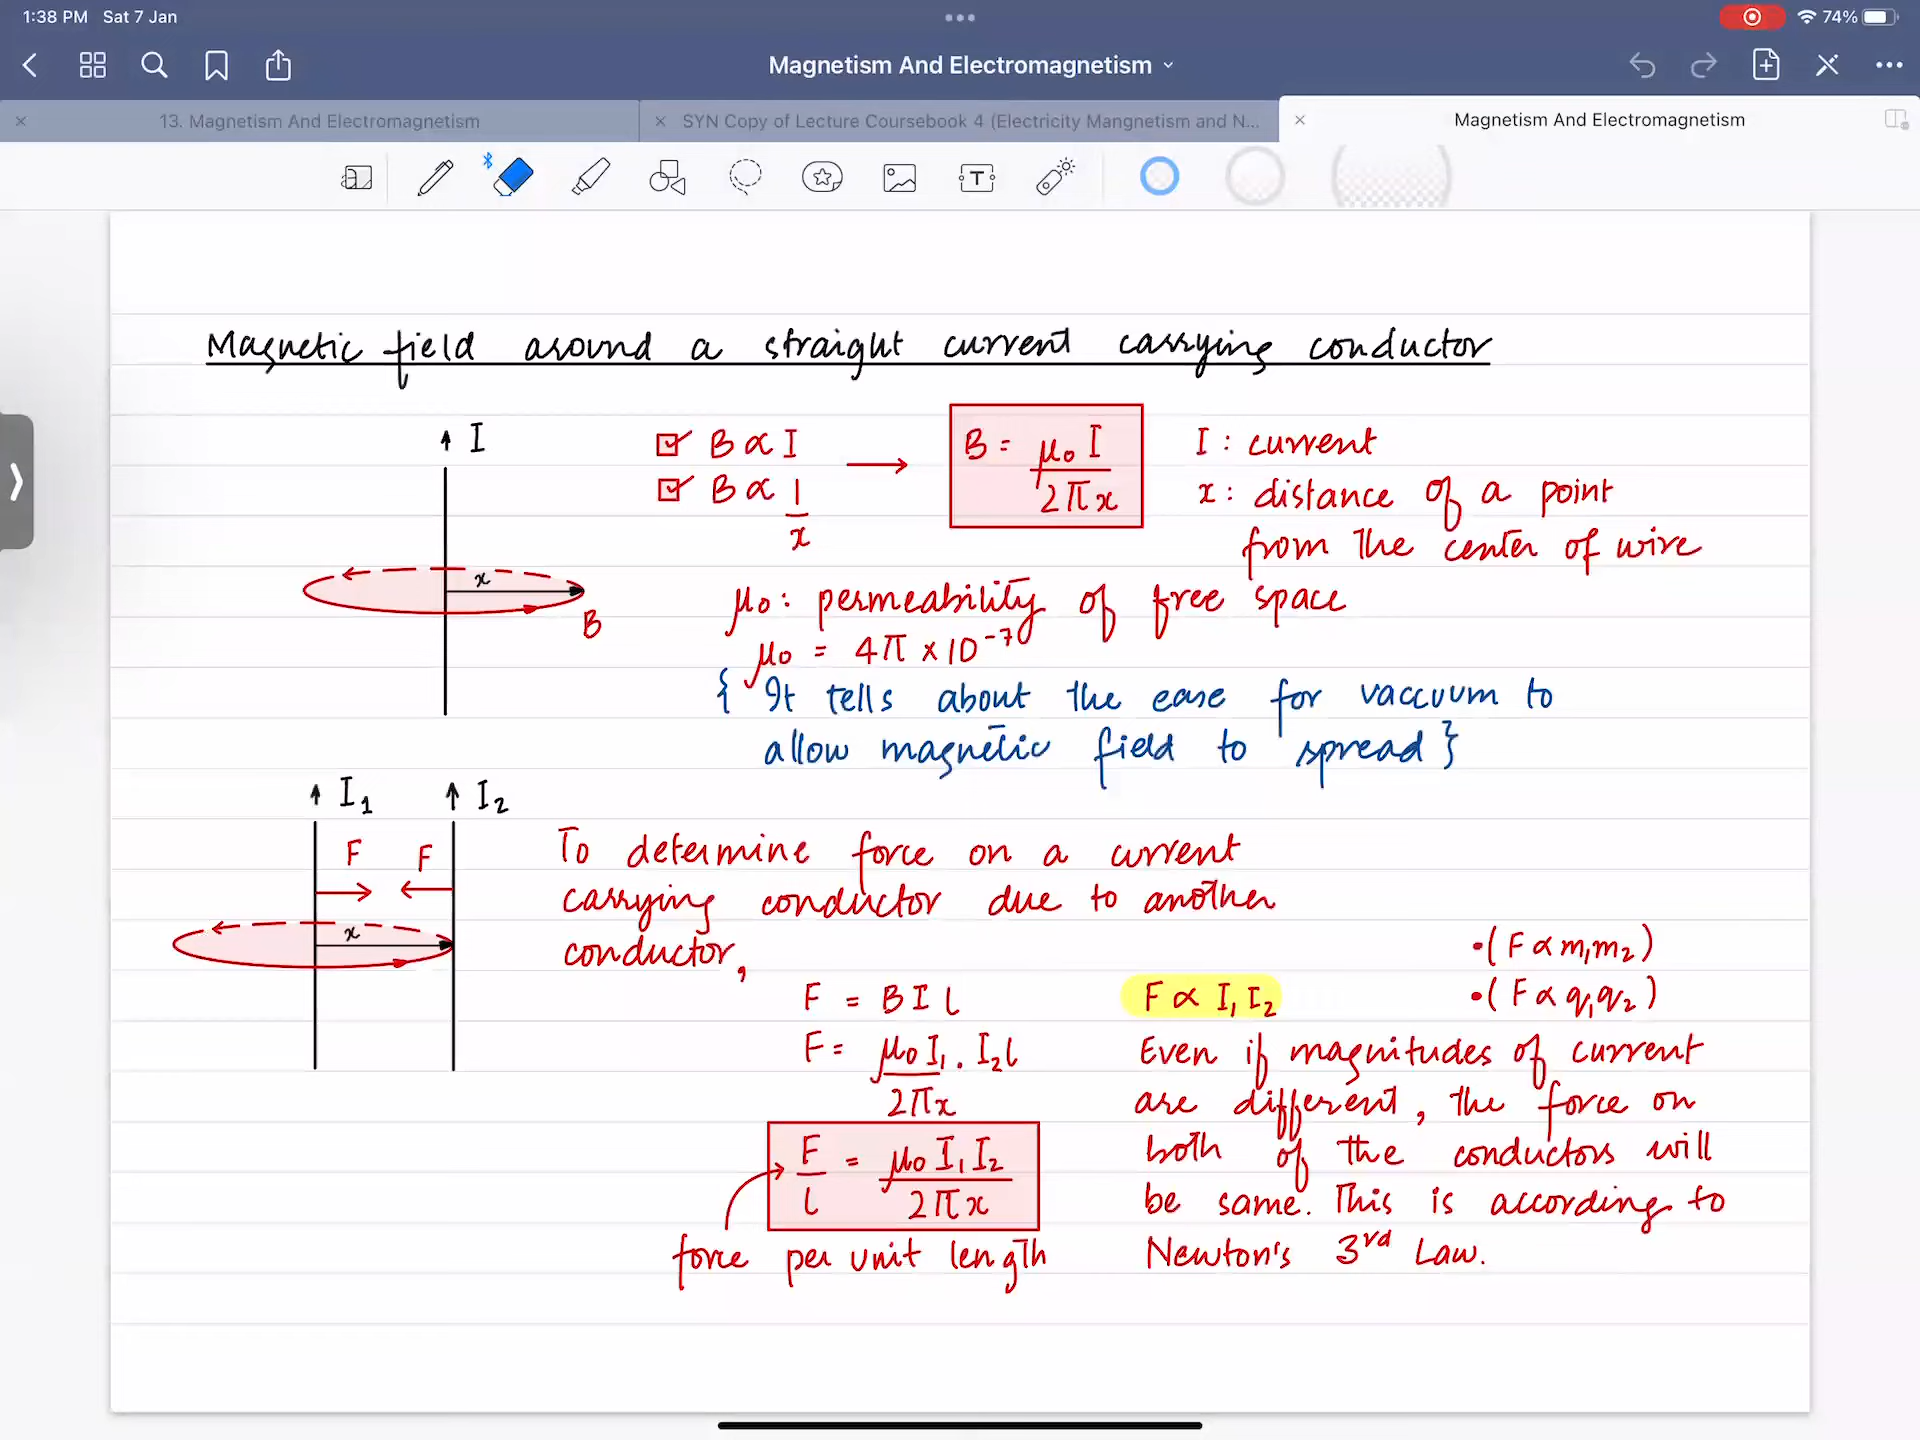 1:38 PM Sat 7 Jan
74%
Magnetism And Electromagnetism
13. Magnetism And Electromagnetism
SYN Copy of Lecture Coursebook 4 (Electricity Mangnetism and N...
Magnetism And Electromagnetism
Magnetic field around a straight current carrying conductor
I
B ∝ I
B ∝ 1/x
B = μ₀I/2πx
I : current
x : distance of a point
from the center of wire
x
B
μ₀ : permeability of free space
μ₀ = 4π × 10⁻⁷
{ It tells about the ease for vaccuum to
allow magnetic field to spread }
I₁ I₂
F F
x
To determine force on a current
carrying conductor due to another
conductor,
F = BIl
F = μ₀I₁/2πx . I₂l
F/l = μ₀I₁I₂/2πx
force per unit length
•( F ∝ m₁m₂ )
•( F ∝ q₁q₂ )
F ∝ I₁I₂
Even if magnitudes of current
are different, the force on
both of the conductors will
be same. This is according to
Newton's 3rd Law.